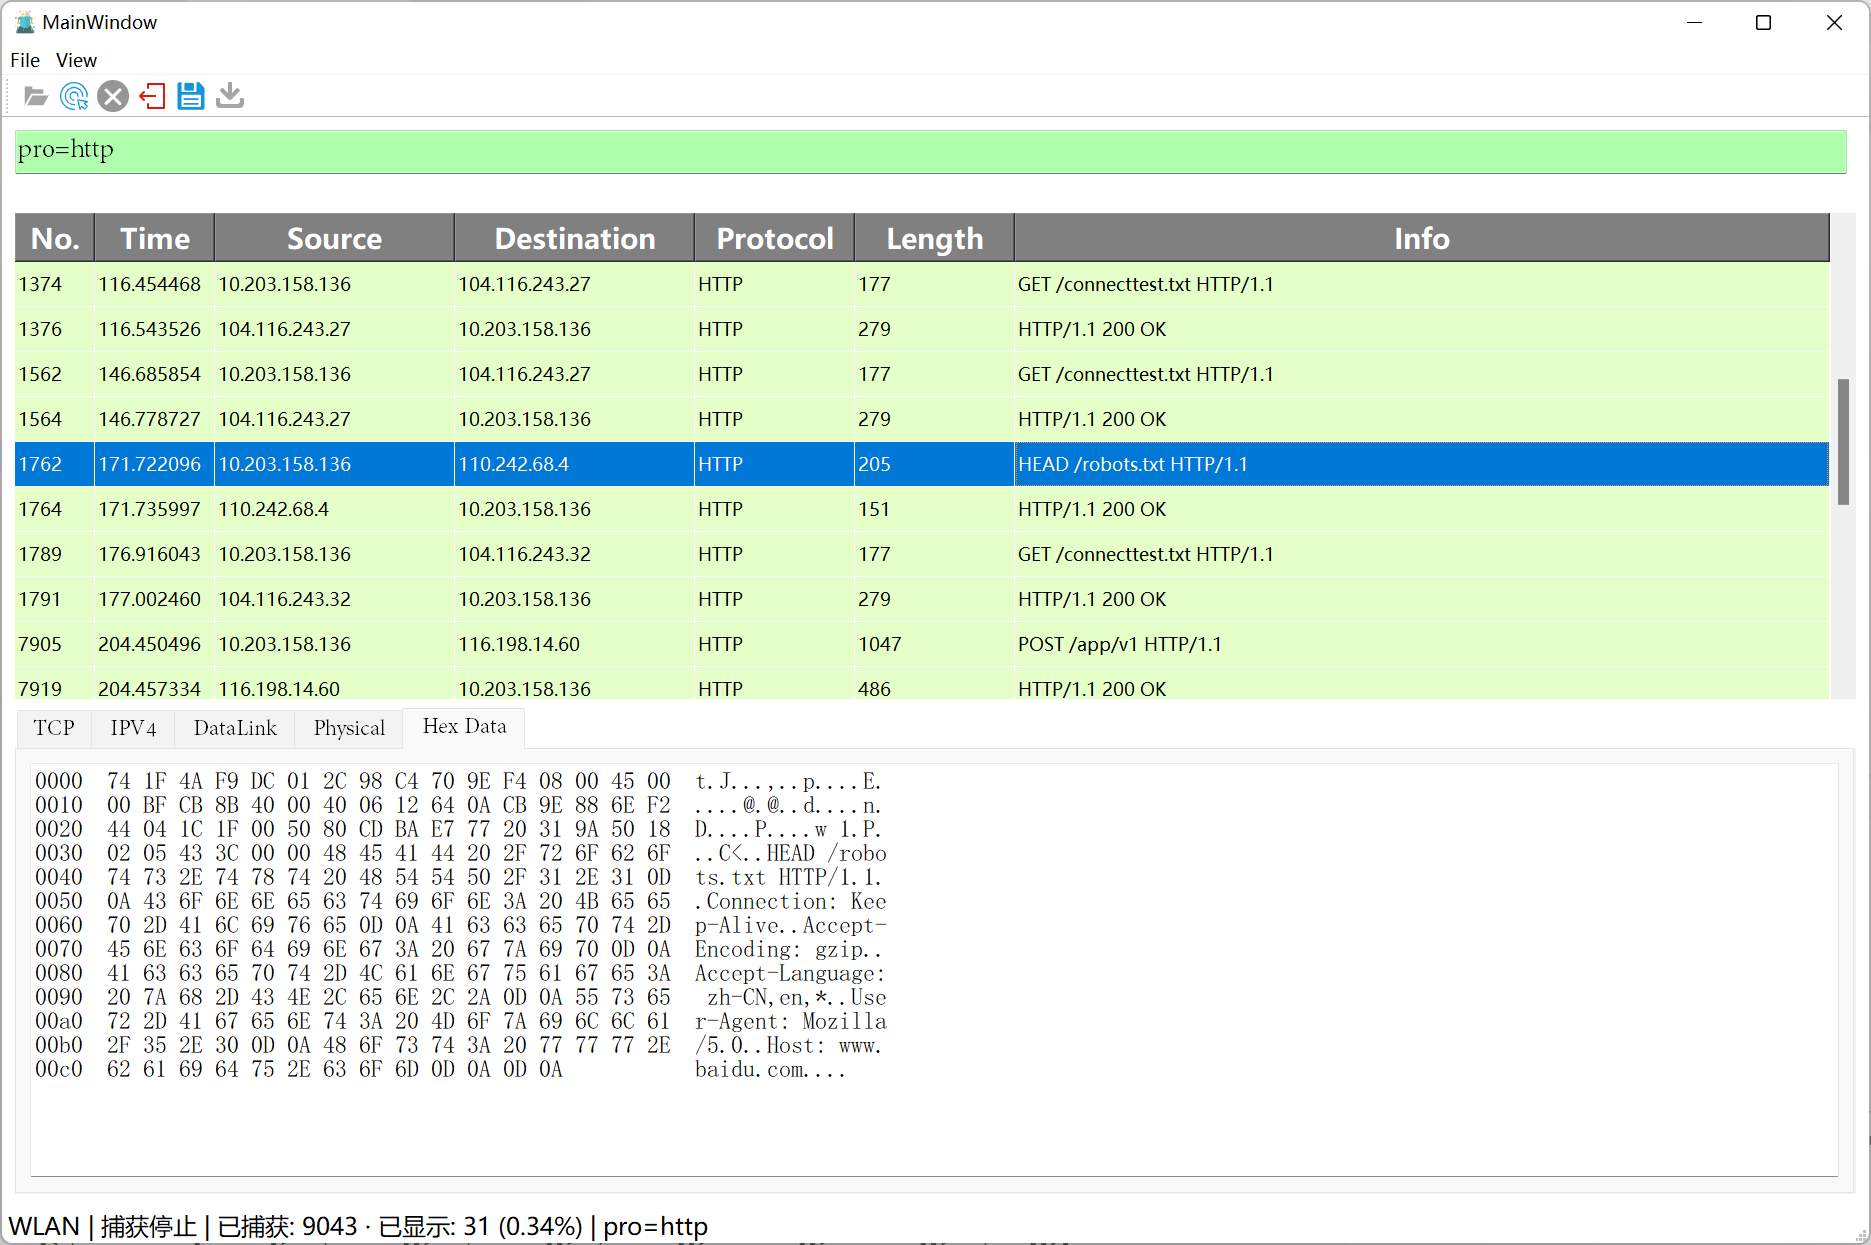 MainWindow
File View
pro=http
No. Time Source Destination Protocol Length Info
1374 116.454468 10.203.158.136 104.116.243.27 HTTP 177 GET /connecttest.txt HTTP/1.1
1376 116.543526 104.116.243.27 10.203.158.136 HTTP 279 HTTP/1.1 200 OK
1562 146.685854 10.203.158.136 104.116.243.27 HTTP 177 GET /connecttest.txt HTTP/1.1
1564 146.778727 104.116.243.27 10.203.158.136 HTTP 279 HTTP/1.1 200 OK
1762 171.722096 10.203.158.136 110.242.68.4 HTTP 205 HEAD /robots.txt HTTP/1.1
1764 171.735997 110.242.68.4 10.203.158.136 HTTP 151 HTTP/1.1 200 OK
1789 176.916043 10.203.158.136 104.116.243.32 HTTP 177 GET /connecttest.txt HTTP/1.1
1791 177.002460 104.116.243.32 10.203.158.136 HTTP 279 HTTP/1.1 200 OK
7905 204.450496 10.203.158.136 116.198.14.60 HTTP 1047 POST /app/v1 HTTP/1.1
7919 204.457334 116.198.14.60 10.203.158.136 HTTP 486 HTTP/1.1 200 OK
TCP IPV4 DataLink Physical Hex Data
0000 74 1F 4A F9 DC 01 2C 98 C4 70 9E F4 08 00 45 00 t.J...,..p....E.
0010 00 BF CB 8B 40 00 40 06 12 64 0A CB 9E 88 6E F2 ....@.@..d....n.
0020 44 04 1C 1F 00 50 80 CD BA E7 77 20 31 9A 50 18 D....P....w 1.P.
0030 02 05 43 3C 00 00 48 45 41 44 20 2F 72 6F 62 6F ..C<..HEAD /robo
0040 74 73 2E 74 78 74 20 48 54 54 50 2F 31 2E 31 0D ts.txt HTTP/1.1.
0050 0A 43 6F 6E 6E 65 63 74 69 6F 6E 3A 20 4B 65 65 .Connection: Kee
0060 70 2D 41 6C 69 76 65 0D 0A 41 63 63 65 70 74 2D p-Alive..Accept-
0070 45 6E 63 6F 64 69 6E 67 3A 20 67 7A 69 70 0D 0A Encoding: gzip..
0080 41 63 63 65 70 74 2D 4C 61 6E 67 75 61 67 65 3A Accept-Language:
0090 20 7A 68 2D 43 4E 2C 65 6E 2C 2A 0D 0A 55 73 65 zh-CN,en,*..Use
00a0 72 2D 41 67 65 6E 74 3A 20 4D 6F 7A 69 6C 6C 61 r-Agent: Mozilla
00b0 2F 35 2E 30 0D 0A 48 6F 73 74 3A 20 77 77 77 2E /5.0..Host: www.
00c0 62 61 69 64 75 2E 63 6F 6D 0D 0A 0D 0A baidu.com....
WLAN | 捕获停止 | 已捕获: 9043 · 已显示: 31 (0.34%) | pro=http